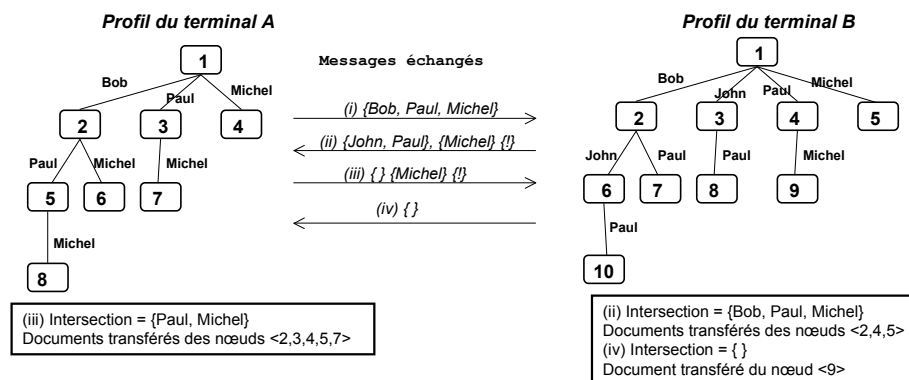 Profil du terminal A
1
Bob
Paul
Michel
2
3
4
Paul
Michel
Michel
5
6
7
Michel
8
Messages échangés
(i) {Bob, Paul, Michel}
(ii) {John, Paul}, {Michel} {!}
(iii) { } {Michel} {!}
(iv) { }
Profil du terminal B
1
Bob
John
Paul
Michel
2
3
4
5
John
Paul
Paul
Michel
6
7
8
9
Paul
10
(iii) Intersection = {Paul, Michel}
Documents transférés des nœuds <2,3,4,5,7>
(ii) Intersection = {Bob, Paul, Michel}
Documents transférés des nœuds <2,4,5>
(iv) Intersection = { }
Document transféré du nœud <9>